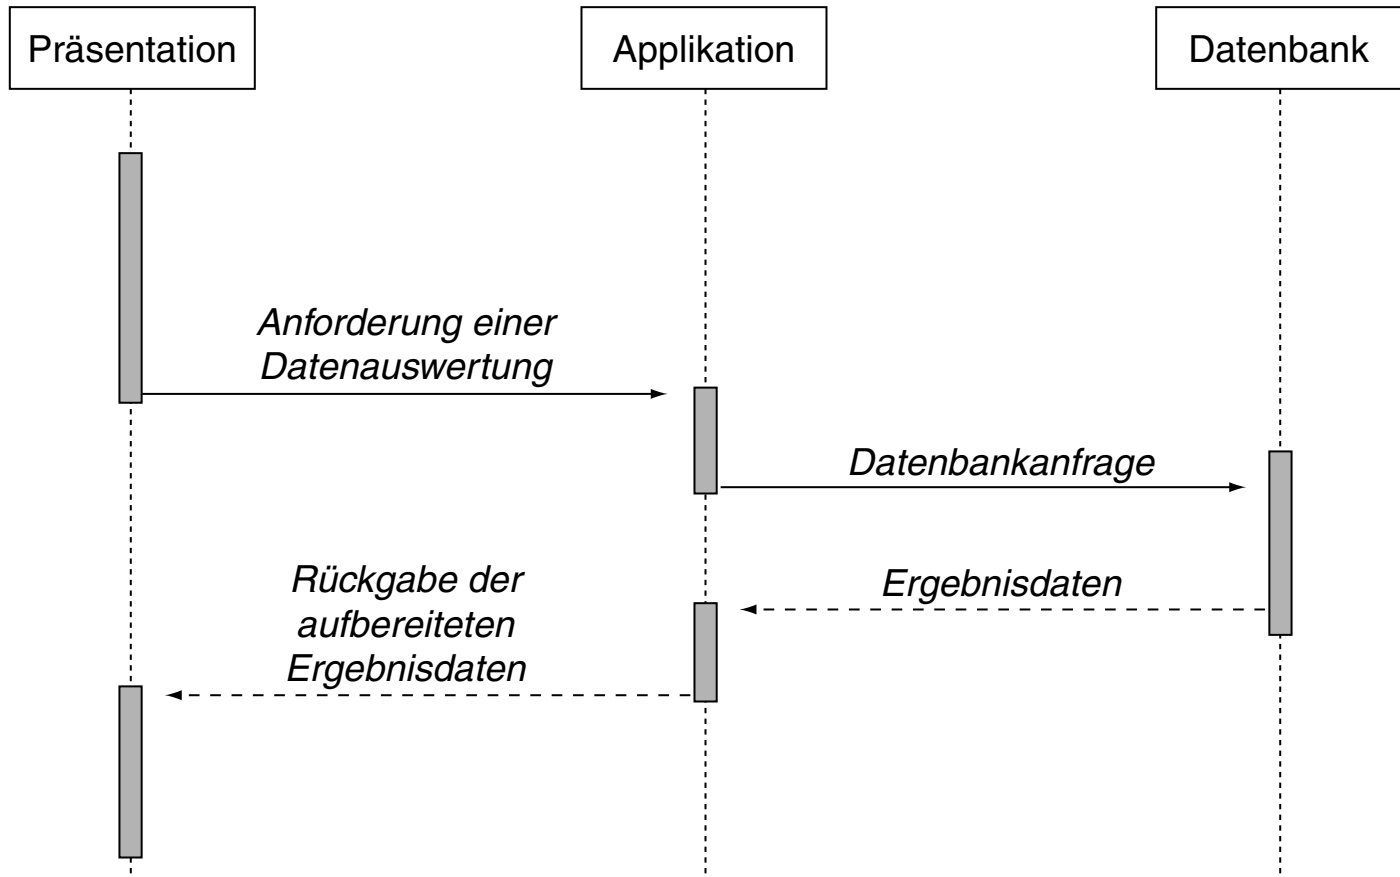 Präsentation
Applikation
Datenbank
Anforderung einer
Datenauswertung
Datenbankanfrage
Ergebnisdaten
Rückgabe der
aufbereiteten
Ergebnisdaten